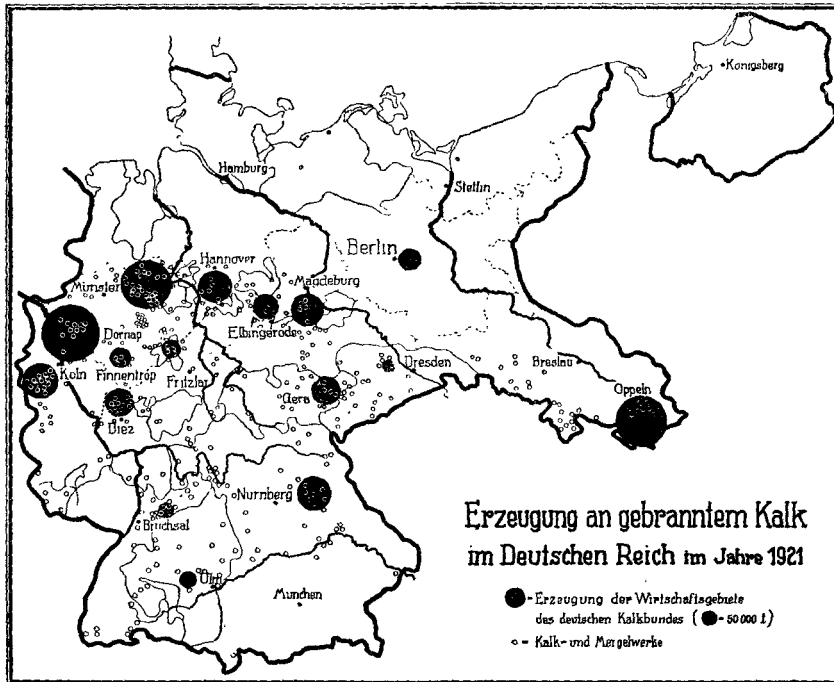 Königsberg
Hamburg
Stettin
Berlin
Hannover
Münster
Magdeburg
Elbingerode
Dornap
Köln
Finnentrop
Fritzlar
Dresden
Breslau
Gera
Oppeln
Diez
Nürnberg
Bruchsal
Ulm
München
Erzeugung an gebranntem Kalk
im Deutschen Reich im Jahre 1921
- Erzeugung der Wirtschaftsgebiete
des deutschen Kalkbundes ( - 50 000 t.)
- Kalk- und Mergelwerke